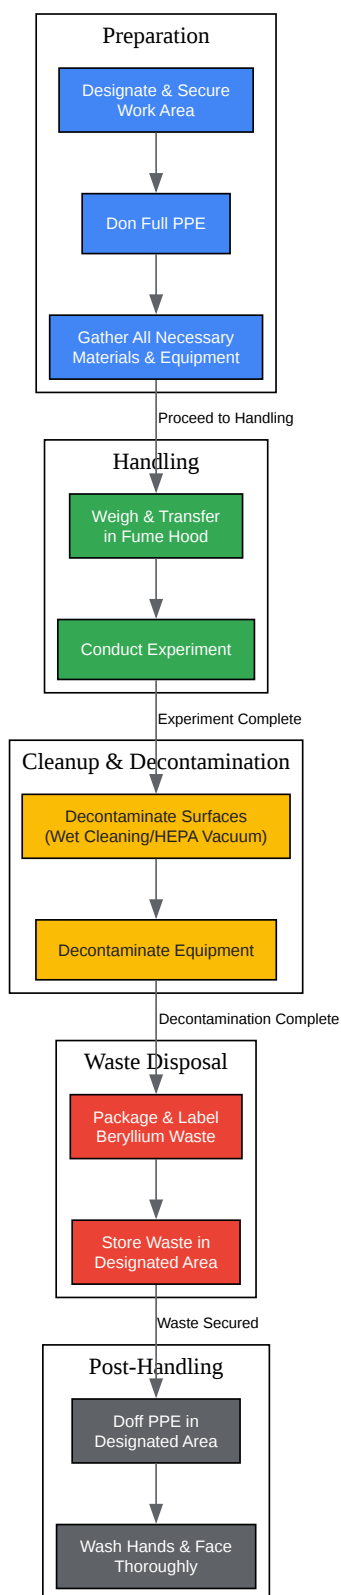 Preparation
Designate & Secure
Work Area
Don Full PPE
Gather All Necessary
Materials & Equipment
Proceed to Handling
Handling
Weigh & Transfer
in Fume Hood
Conduct Experiment
Experiment Complete
Cleanup & Decontamination
Decontaminate Surfaces
(Wet Cleaning/HEPA Vacuum)
Decontaminate Equipment
Decontamination Complete
Waste Disposal
Package & Label
Beryllium Waste
Store Waste in
Designated Area
Waste Secured
Post-Handling
Doff PPE in
Designated Area
Wash Hands & Face
Thoroughly